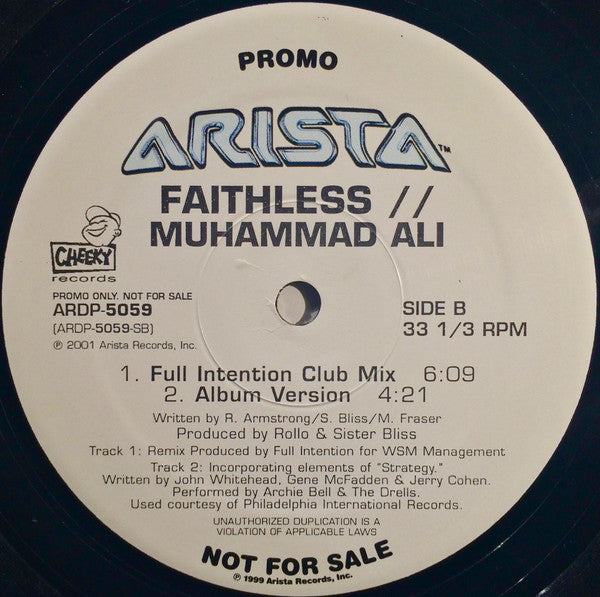 PROMO
ARISTA™
FAITHLESS //
MUHAMMAD ALI
CHEEKY
records
PROMO ONLY. NOT FOR SALE
ARDP-5059
(ARDP-5059-SB)
℗ 2001 Arista Records, Inc.
SIDE B
33 1/3 RPM
1. Full Intention Club Mix 6:09
2. Album Version 4:21
Written by R. Armstrong/S. Bliss/M. Fraser
Produced by Rollo & Sister Bliss
Track 1: Remix Produced by Full Intention for WSM Management
Track 2: Incorporating elements of "Strategy."
Written by John Whitehead, Gene McFadden & Jerry Cohen.
Performed by Archie Bell & The Drells.
Used courtesy of Philadelphia International Records.
UNAUTHORIZED DUPLICATION IS A
VIOLATION OF APPLICABLE LAWS
NOT FOR SALE
℗ 1999 Arista Records, Inc.